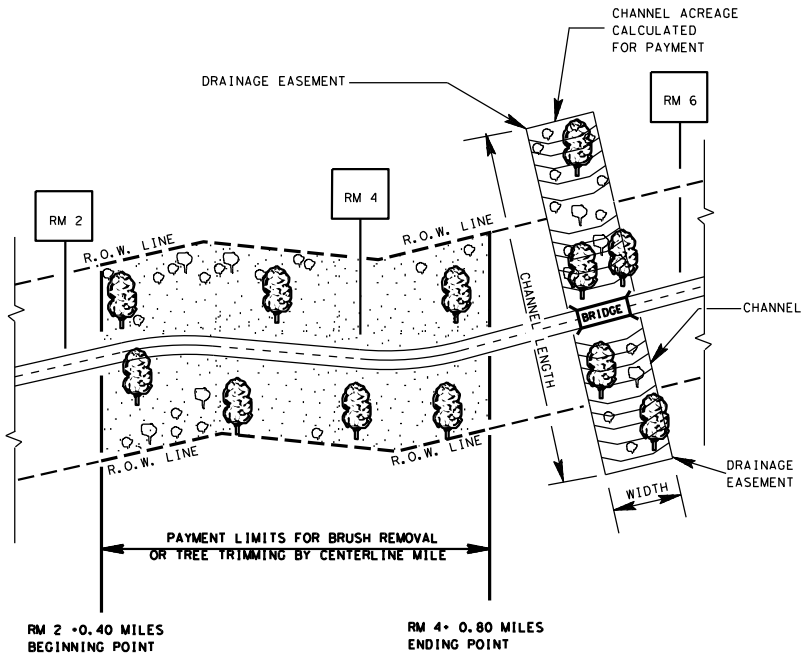 CHANNEL ACREAGE
CALCULATED
FOR PAYMENT
DRAINAGE EASEMENT
RM 6
RM 4
RM 2
R.O.W. LINE
R.O.W. LINE
CHANNEL LENGTH
BRIDGE
CHANNEL
R.O.W. LINE
R.O.W. LINE
DRAINAGE
EASEMENT
WIDTH
PAYMENT LIMITS FOR BRUSH REMOVAL
OR TREE TRIMMING BY CENTERLINE MILE
RM 2 +0.40 MILES
BEGINNING POINT
RM 4+ 0.80 MILES
ENDING POINT